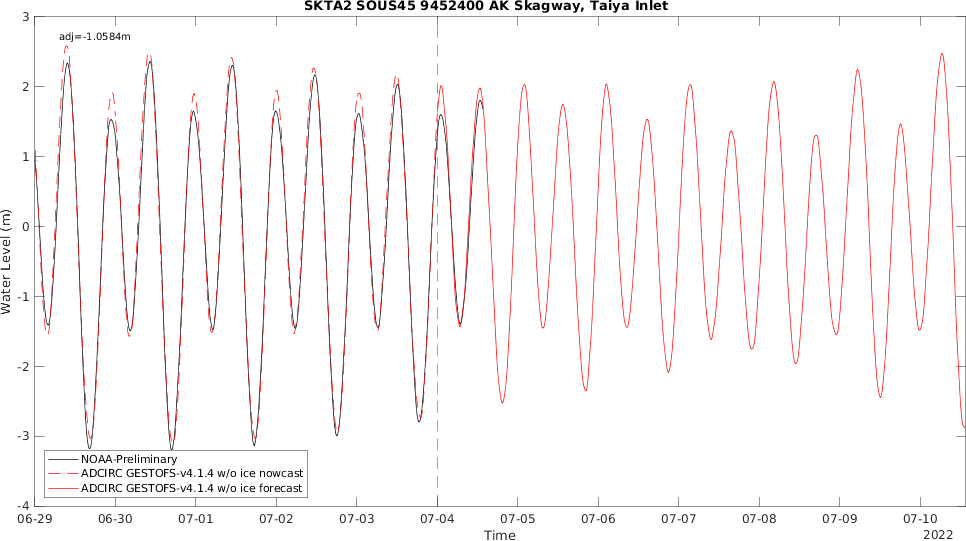 SKTA2 SOUS45 9452400 AK Skagway, Taiya Inlet
adj=-1.0584m
3
2
1
0
-1
-2
-3
-4
Water Level (m)
NOAA-Preliminary
ADCIRC GESTOFS-v4.1.4 w/o ice nowcast
ADCIRC GESTOFS-v4.1.4 w/o ice forecast
06-29 06-30 07-01 07-02 07-03 07-04 07-05 07-06 07-07 07-08 07-09 07-10
Time
2022